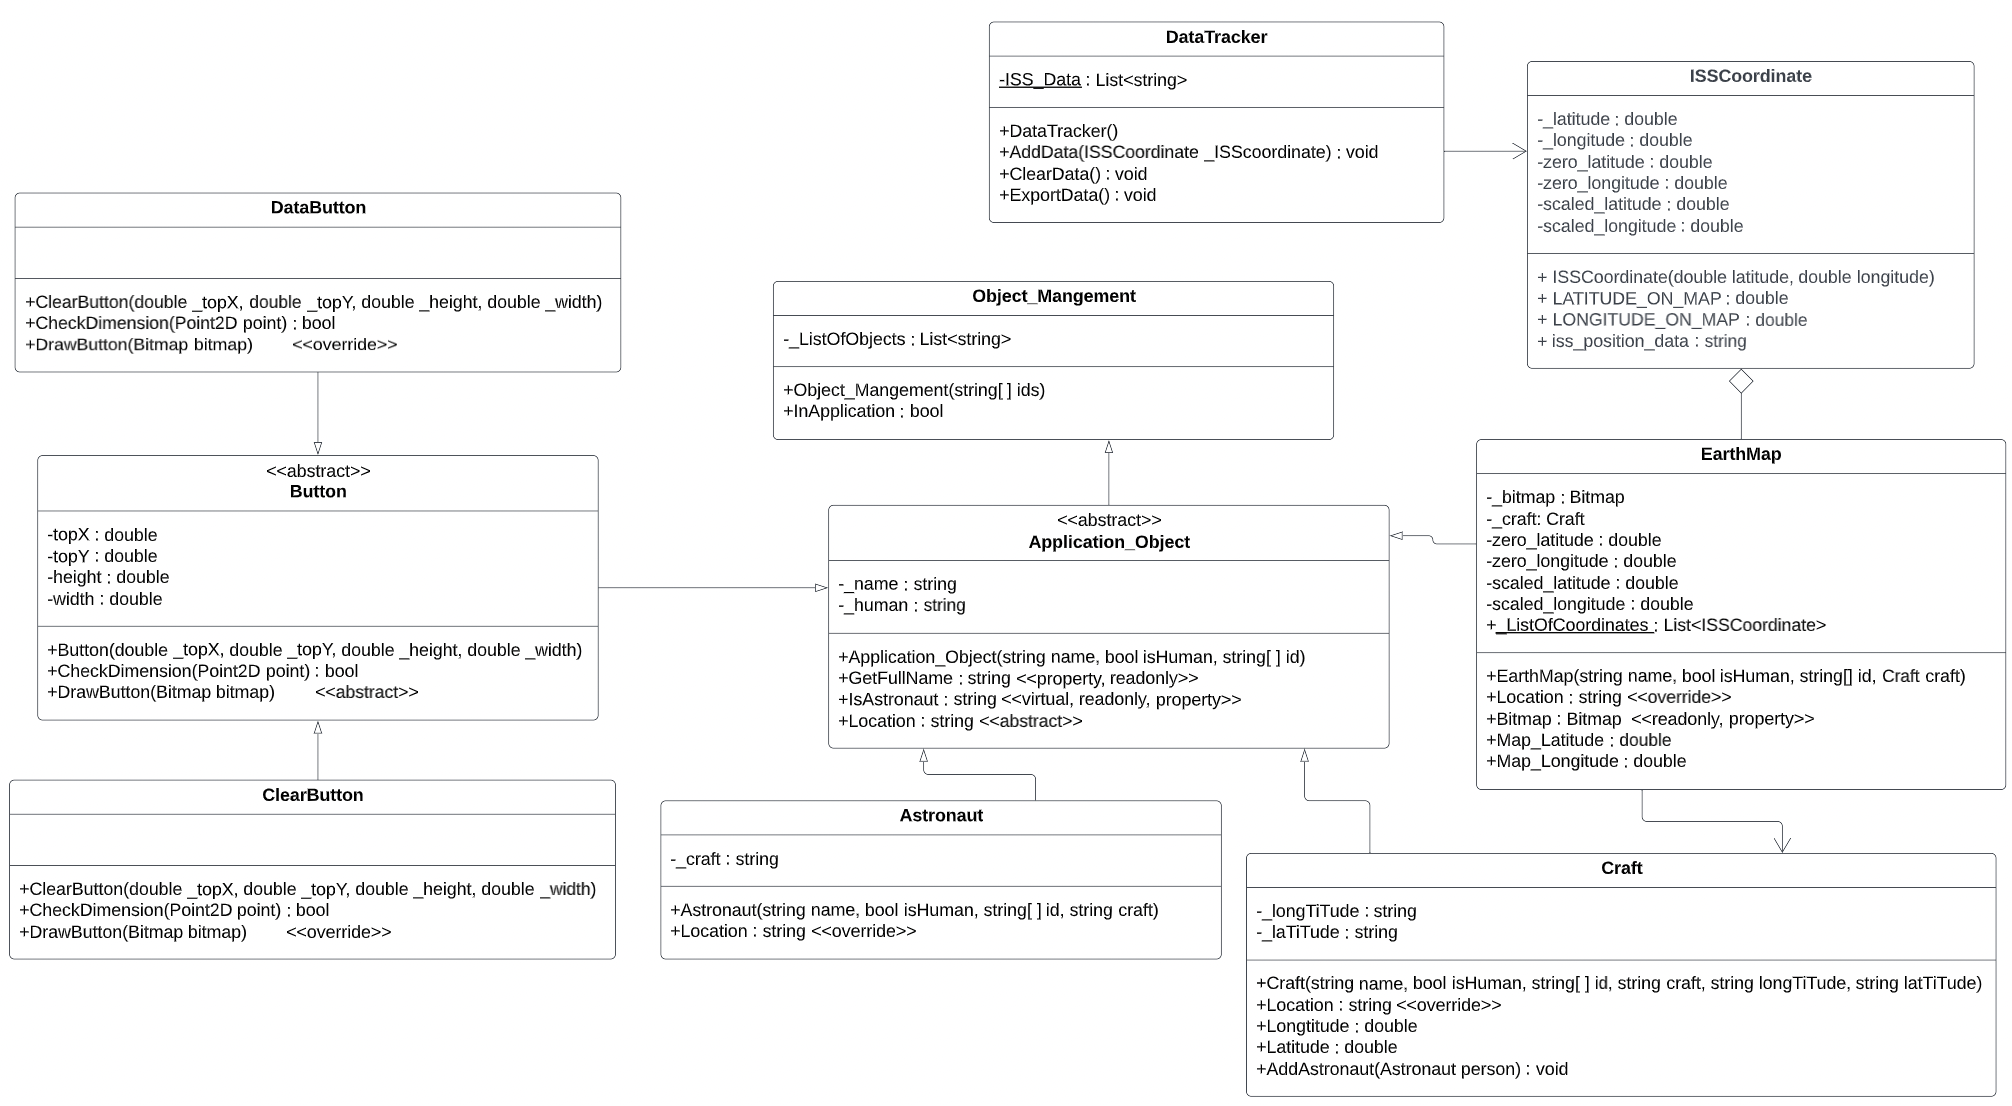 DataTracker
-ISS_Data : List<string>
+DataTracker()
+AddData(ISSCoordinate _ISScoordinate) : void
+ClearData() : void
+ExportData() : void
ISSCoordinate
-_latitude : double
-_longitude : double
-zero_latitude : double
-zero_longitude : double
-scaled_latitude : double
-scaled_longitude : double
+ ISSCoordinate(double latitude, double longitude)
+ LATITUDE_ON_MAP : double
+ LONGITUDE_ON_MAP : double
+ iss_position_data : string
DataButton
+ClearButton(double _topX, double _topY, double _height, double _width)
+CheckDimension(Point2D point) : bool
+DrawButton(Bitmap bitmap) <<override>>
Object_Mangement
-_ListOfObjects : List<string>
+Object_Mangement(string[ ] ids)
+InApplication : bool
<<abstract>>
Button
-topX : double
-topY : double
-height : double
-width : double
+Button(double _topX, double _topY, double _height, double _width)
+CheckDimension(Point2D point) : bool
+DrawButton(Bitmap bitmap) <<abstract>>
<<abstract>>
Application_Object
-_name : string
-_human : string
+Application_Object(string name, bool isHuman, string[ ] id)
+GetFullName : string <<property, readonly>>
+IsAstronaut : string <<virtual, readonly, property>>
+Location : string <<abstract>>
EarthMap
-_bitmap : Bitmap
-_craft: Craft
-zero_latitude : double
-zero_longitude : double
-scaled_latitude : double
-scaled_longitude : double
+_ListOfCoordinates : List<ISSCoordinate>
+EarthMap(string name, bool isHuman, string[] id, Craft craft)
+Location : string <<override>>
+Bitmap : Bitmap <<readonly, property>>
+Map_Latitude : double
+Map_Longitude : double
ClearButton
+ClearButton(double _topX, double _topY, double _height, double _width)
+CheckDimension(Point2D point) : bool
+DrawButton(Bitmap bitmap) <<override>>
Astronaut
-_craft : string
+Astronaut(string name, bool isHuman, string[ ] id, string craft)
+Location : string <<override>>
Craft
-_longTiTude : string
-_laTiTude : string
+Craft(string name, bool isHuman, string[ ] id, string craft, string longTiTude, string latTiTude)
+Location : string <<override>>
+Longtitude : double
+Latitude : double
+AddAstronaut(Astronaut person) : void